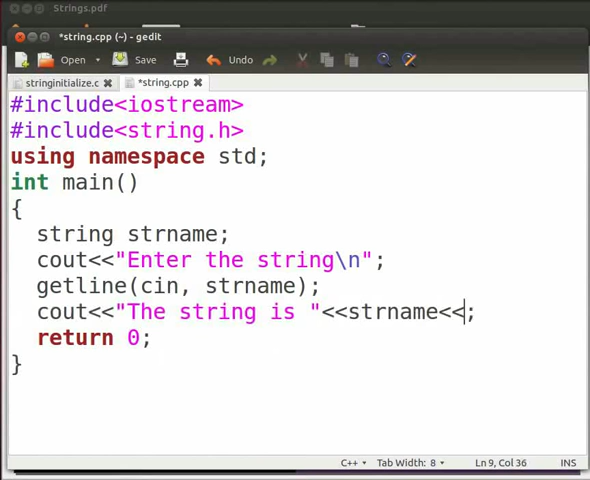 Strings.pdf
*string.cpp (~) - gedit
Open Save Undo
stringinitialize.c *string.cpp
#include<iostream>
#include<string.h>
using namespace std;
int main()
{
  string strname;
  cout<<"Enter the string\n";
  getline(cin, strname);
  cout<<"The string is "<<strname<<;
  return 0;
}
C++ Tab Width: 8 Ln 9, Col 36 INS